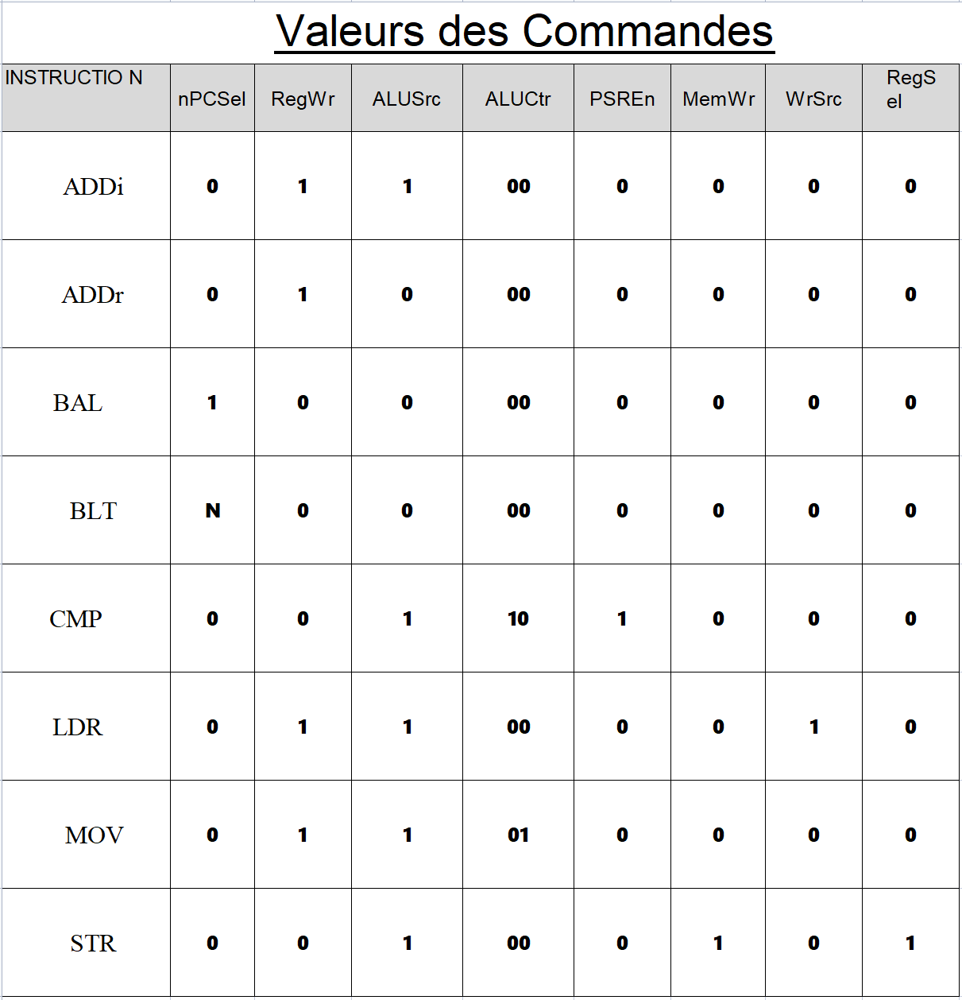 Valeurs des Commandes
INSTRUCTIO N nPCSel RegWr ALUSrc ALUCtr PSREn MemWr WrSrc RegS
el
ADDi 0 1 1 00 0 0 0 0
ADDr 0 1 0 00 0 0 0 0
BAL 1 0 0 00 0 0 0 0
BLT N 0 0 00 0 0 0 0
CMP 0 0 1 10 1 0 0 0
LDR 0 1 1 00 0 0 1 0
MOV 0 1 1 01 0 0 0 0
STR 0 0 1 00 0 1 0 1